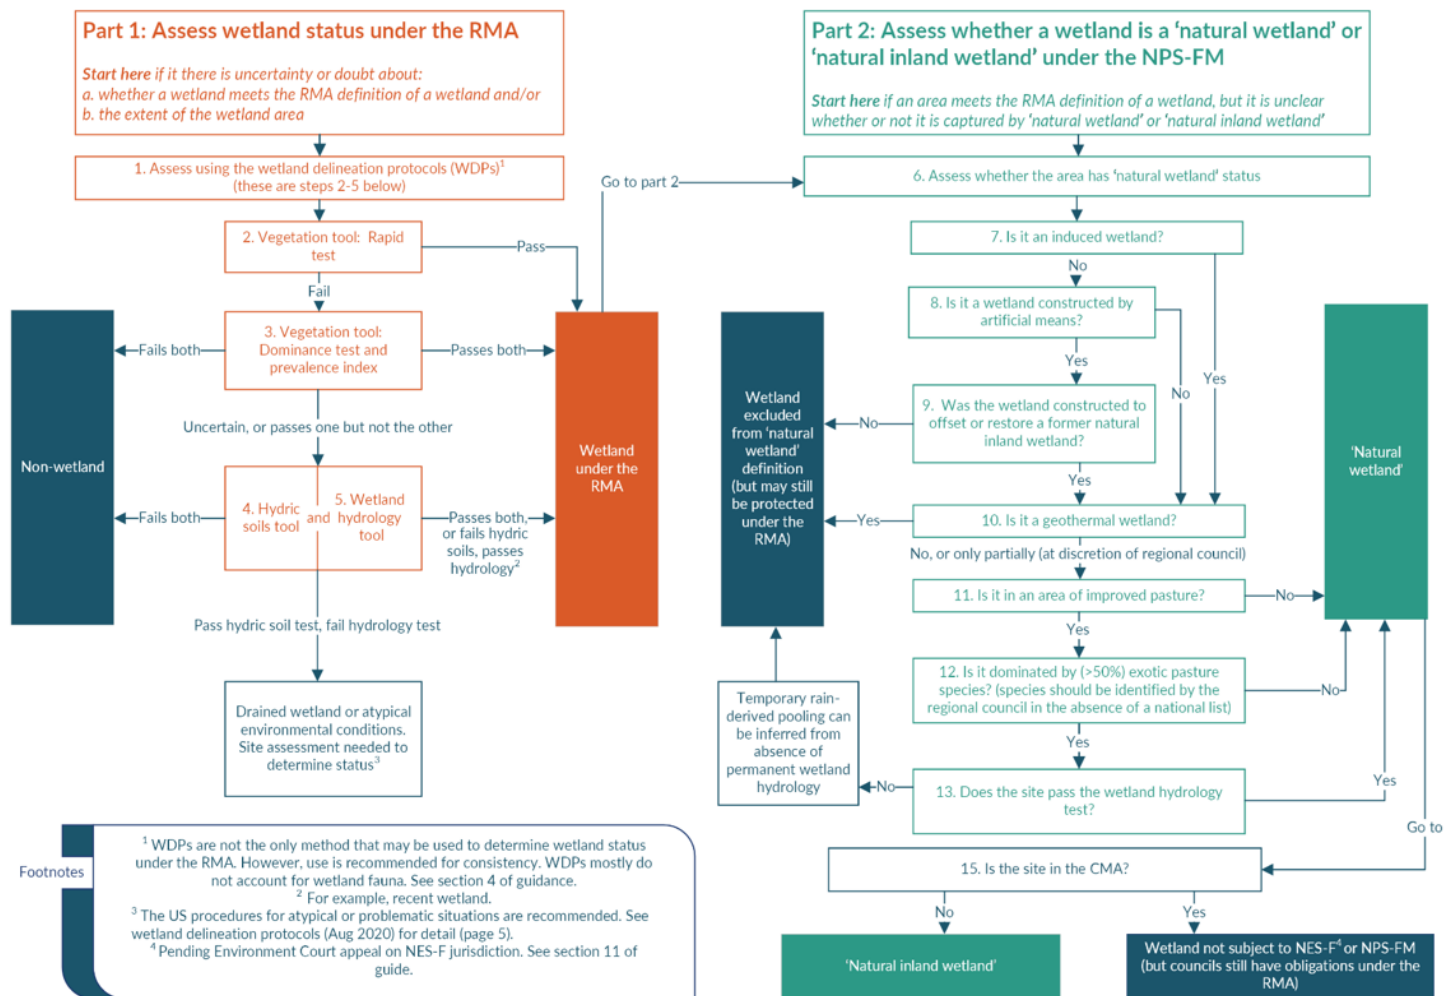 Part 1: Assess wetland status under the RMA
Start here if it there is uncertainty or doubt about:
a. whether a wetland meets the RMA definition of a wetland and/or
b. the extent of the wetland area
1. Assess using the wetland delineation protocols (WDPs)1
(these are steps 2-5 below)
2. Vegetation tool: Rapid
test
Pass
Fail
3. Vegetation tool:
Dominance test and
prevalence index
Fails both
Passes both
Uncertain, or passes one but not the other
Non-wetland
4. Hydric
soils tool
and
5. Wetland
hydrology
tool
Fails both
Passes both,
or fails hydric
soils, passes
hydrology2
Wetland
under the
RMA
Pass hydric soil test, fail hydrology test
Drained wetland or atypical
environmental conditions.
Site assessment needed to
determine status3
Go to part 2
Part 2: Assess whether a wetland is a ‘natural wetland’ or
‘natural inland wetland’ under the NPS-FM
Start here if an area meets the RMA definition of a wetland, but it is unclear
whether or not it is captured by ‘natural wetland’ or ‘natural inland wetland’
6. Assess whether the area has ‘natural wetland’ status
7. Is it an induced wetland?
No
Yes
8. Is it a wetland constructed by
artificial means?
Yes
No
9. Was the wetland constructed to
offset or restore a former natural
inland wetland?
No
Yes
10. Is it a geothermal wetland?
Yes
No, or only partially (at discretion of regional council)
11. Is it in an area of improved pasture?
No
Yes
12. Is it dominated by (>50%) exotic pasture
species? (species should be identified by the
regional council in the absence of a national list)
No
Yes
13. Does the site pass the wetland hydrology
test?
No
Yes
Temporary rain-
derived pooling can
be inferred from
absence of
permanent wetland
hydrology
Wetland
excluded
from ‘natural
wetland’
definition
(but may still
be protected
under the
RMA)
‘Natural
wetland’
Go to
15. Is the site in the CMA?
No
Yes
‘Natural inland wetland’
Wetland not subject to NES-F4 or NPS-FM
(but councils still have obligations under the
RMA)
Footnotes
1 WDPs are not the only method that may be used to determine wetland status
under the RMA. However, use is recommended for consistency. WDPs mostly do
not account for wetland fauna. See section 4 of guidance.
2 For example, recent wetland.
3 The US procedures for atypical or problematic situations are recommended. See
wetland delineation protocols (Aug 2020) for detail (page 5).
4 Pending Environment Court appeal on NES-F jurisdiction. See section 11 of
guide.